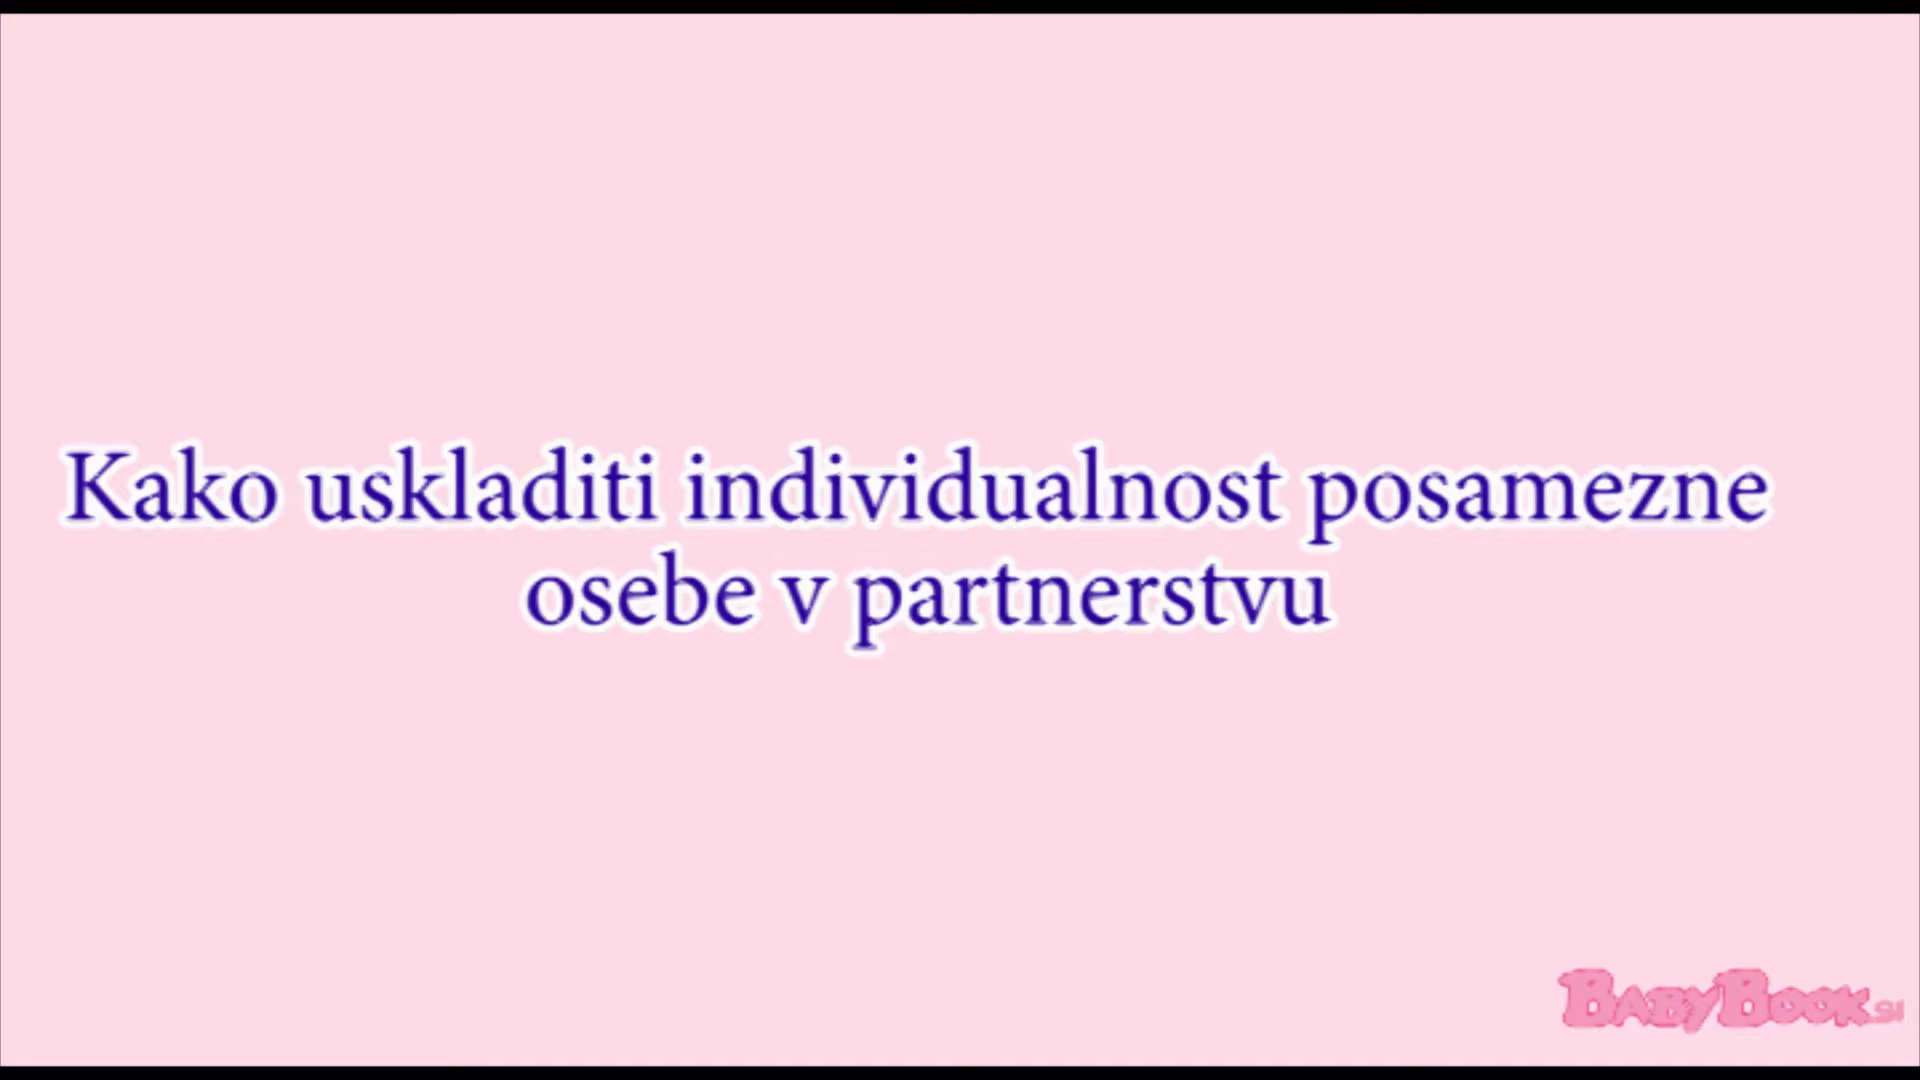 Kako uskladiti individualnost posamezne
osebe v partnerstvu
BABYBOOK.SI